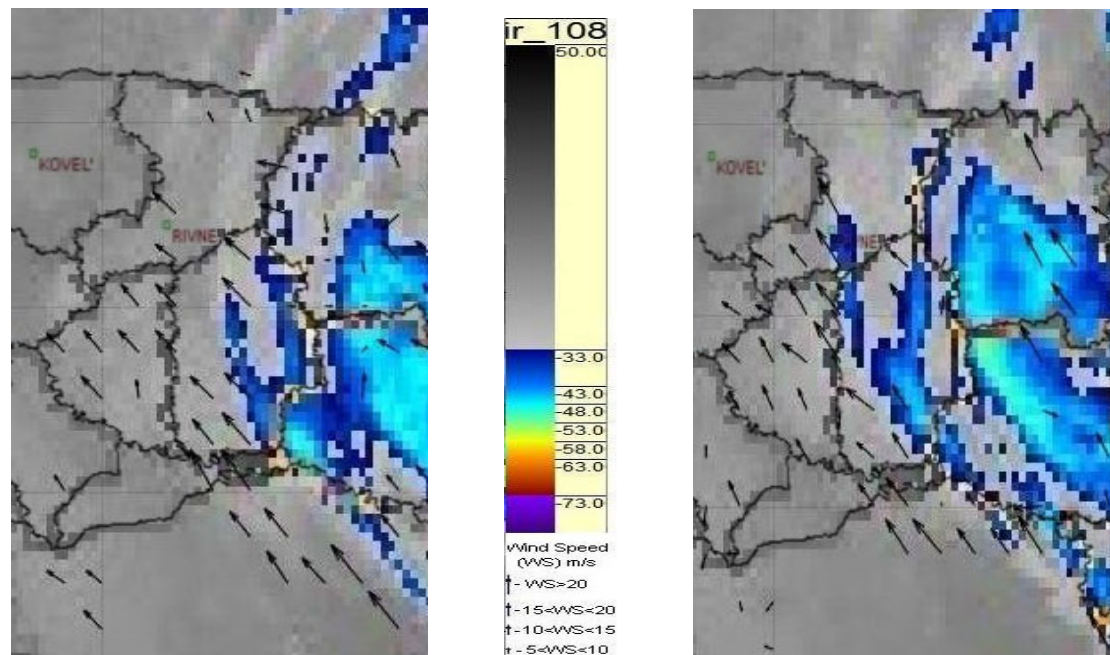 KOVEL'
RIVNE
ir_108
50.00
-33.0
-43.0
-48.0
-53.0
-58.0
-63.0
-73.0
Wind Speed
(WS) m/s
- WS>20
-15<WS<20
-10<WS<15
- 5<WS<10
KOVEL'